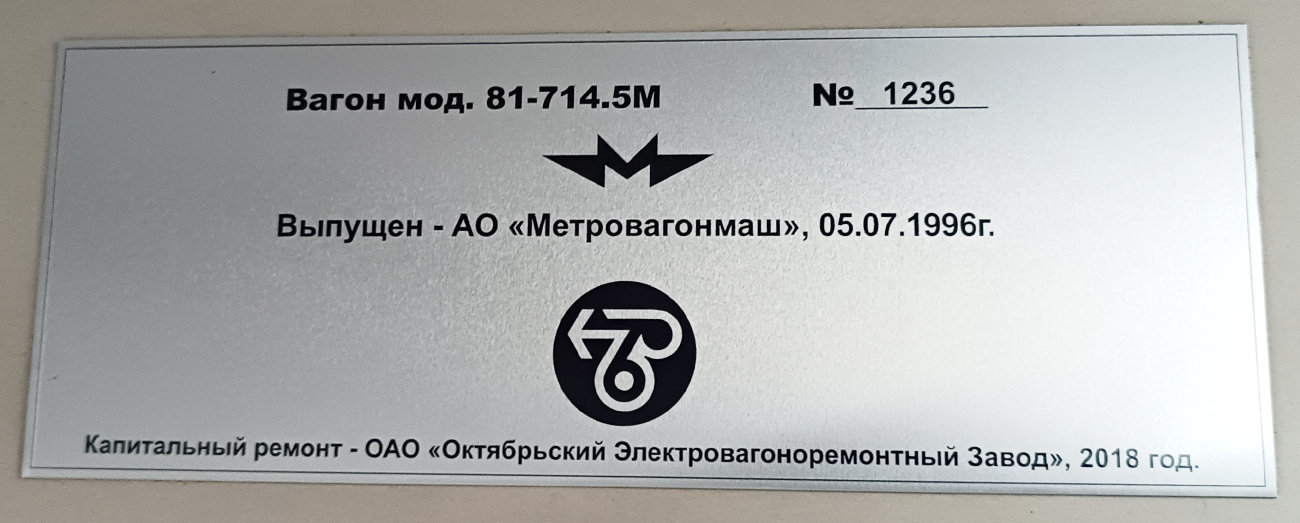 Вагон мод. 81-714.5М № 1236
Выпущен - АО «Метровагонмаш», 05.07.1996г.
Капитальный ремонт - ОАО «Октябрьский Электровагоноремонтный Завод», 2018 год.